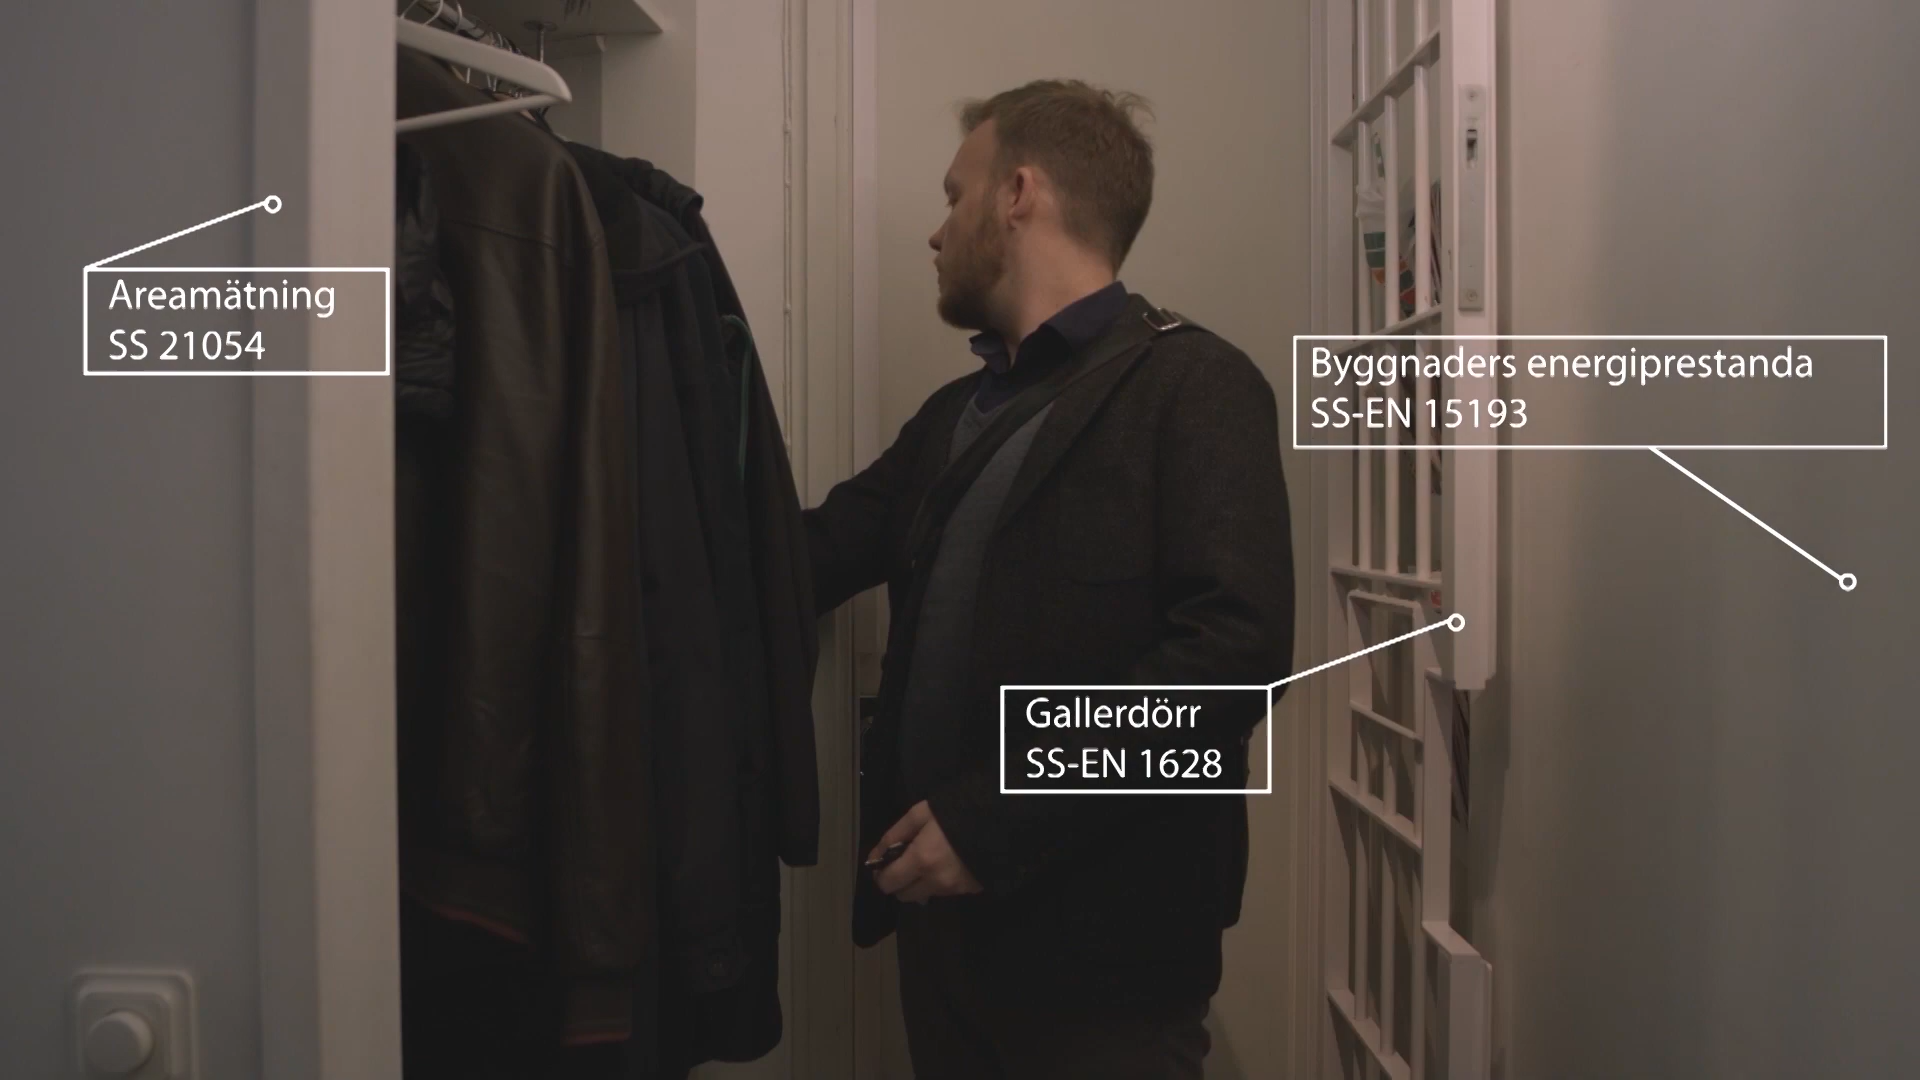 Areamätning
SS 21054
Byggnaders energiprestanda
SS-EN 15193
Gallerdörr
SS-EN 1628